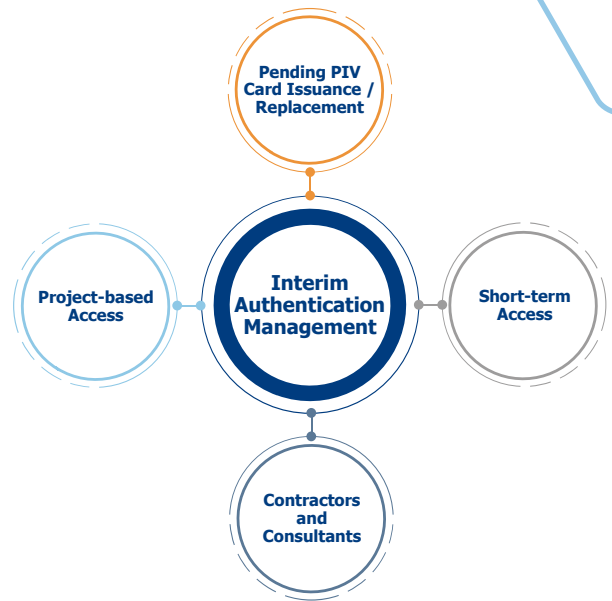 Pending PIV
Card Issuance /
Replacement
Project-based
Access
Interim
Authentication
Management
Short-term
Access
Contractors
and
Consultants